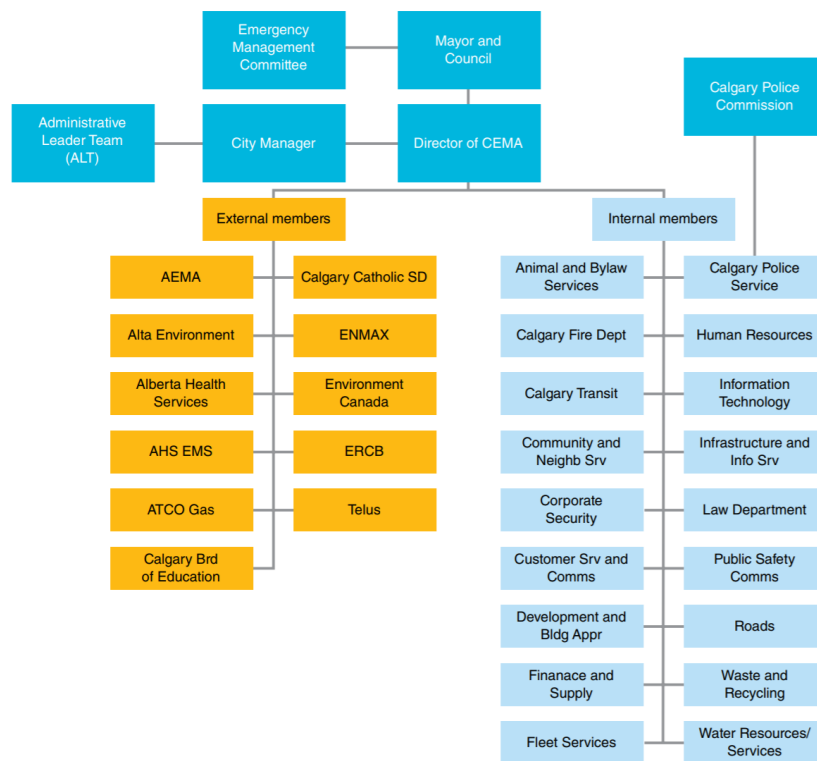 Emergency
Management
Committee
Mayor and
Council
Calgary Police
Commission
Administrative
Leader Team
(ALT)
City Manager
Director of CEMA
External members
Internal members
AEMA
Calgary Catholic SD
Alta Environment
ENMAX
Alberta Health
Services
Environment
Canada
AHS EMS
ERCB
ATCO Gas
Telus
Calgary Brd
of Education
Animal and Bylaw
Services
Calgary Police
Service
Calgary Fire Dept
Human Resources
Calgary Transit
Information
Technology
Community and
Neighb Srv
Infrastructure and
Info Srv
Corporate
Security
Law Department
Customer Srv and
Comms
Public Safety
Comms
Development and
Bldg Appr
Roads
Finanace and
Supply
Waste and
Recycling
Fleet Services
Water Resources/
Services